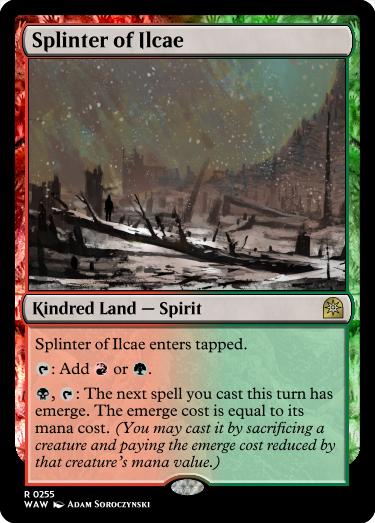 Splinter of Ilcae
Kindred Land — Spirit
Splinter of Ilcae enters tapped.
: Add or .
, : The next spell you cast this turn has
emerge. The emerge cost is equal to its
mana cost. (You may cast it by sacrificing a
creature and paying the emerge cost reduced by
that creature's mana value.)
R 0255
WAW Adam Soroczynski